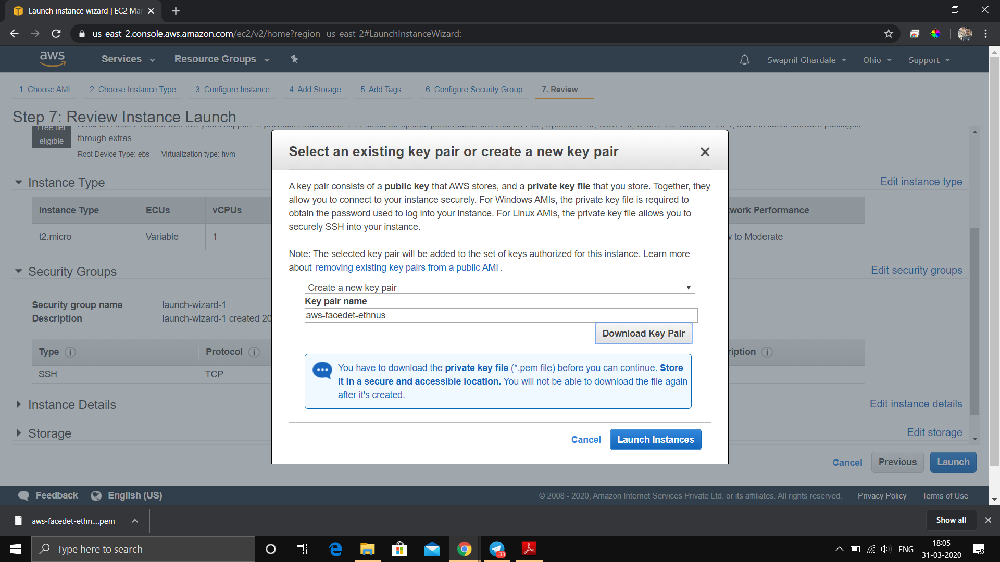 Launch instance wizard | EC2 Ma
us-east-2.console.aws.amazon.com/ec2/v2/home?region=us-east-2#LaunchInstanceWizard:
aws
Services
Resource Groups
Swapnil Ghardale
Ohio
Support
1. Choose AMI
2. Choose Instance Type
3. Configure Instance
4. Add Storage
5. Add Tags
6. Configure Security Group
7. Review
Step 7: Review Instance Launch
Free tier
eligible
through extras.
Root Device Type: ebs Virtualization type: hvm
Instance Type
Edit instance type
Instance Type ECUs vCPUs
work Performance
t2.micro Variable 1
to Moderate
Security Groups
Edit security groups
Security group name launch-wizard-1
Description launch-wizard-1 created 20
Type Protocol
ription
SSH TCP
Instance Details
Edit instance details
Storage
Edit storage
Select an existing key pair or create a new key pair
A key pair consists of a public key that AWS stores, and a private key file that you store. Together, they
allow you to connect to your instance securely. For Windows AMIs, the private key file is required to
obtain the password used to log into your instance. For Linux AMIs, the private key file allows you to
securely SSH into your instance.
Note: The selected key pair will be added to the set of keys authorized for this instance. Learn more
about removing existing key pairs from a public AMI .
Create a new key pair
Key pair name
aws-facedet-ethnus
Download Key Pair
You have to download the private key file (*.pem file) before you can continue. Store
it in a secure and accessible location. You will not be able to download the file again
after it's created.
Cancel
Launch Instances
Cancel
Previous
Launch
Feedback
English (US)
© 2008 - 2020, Amazon Internet Services Private Ltd. or its affiliates. All rights reserved.
Privacy Policy
Terms of Use
aws-facedet-ethn....pem
Show all
Type here to search
..33
ENG
18:05
31-03-2020